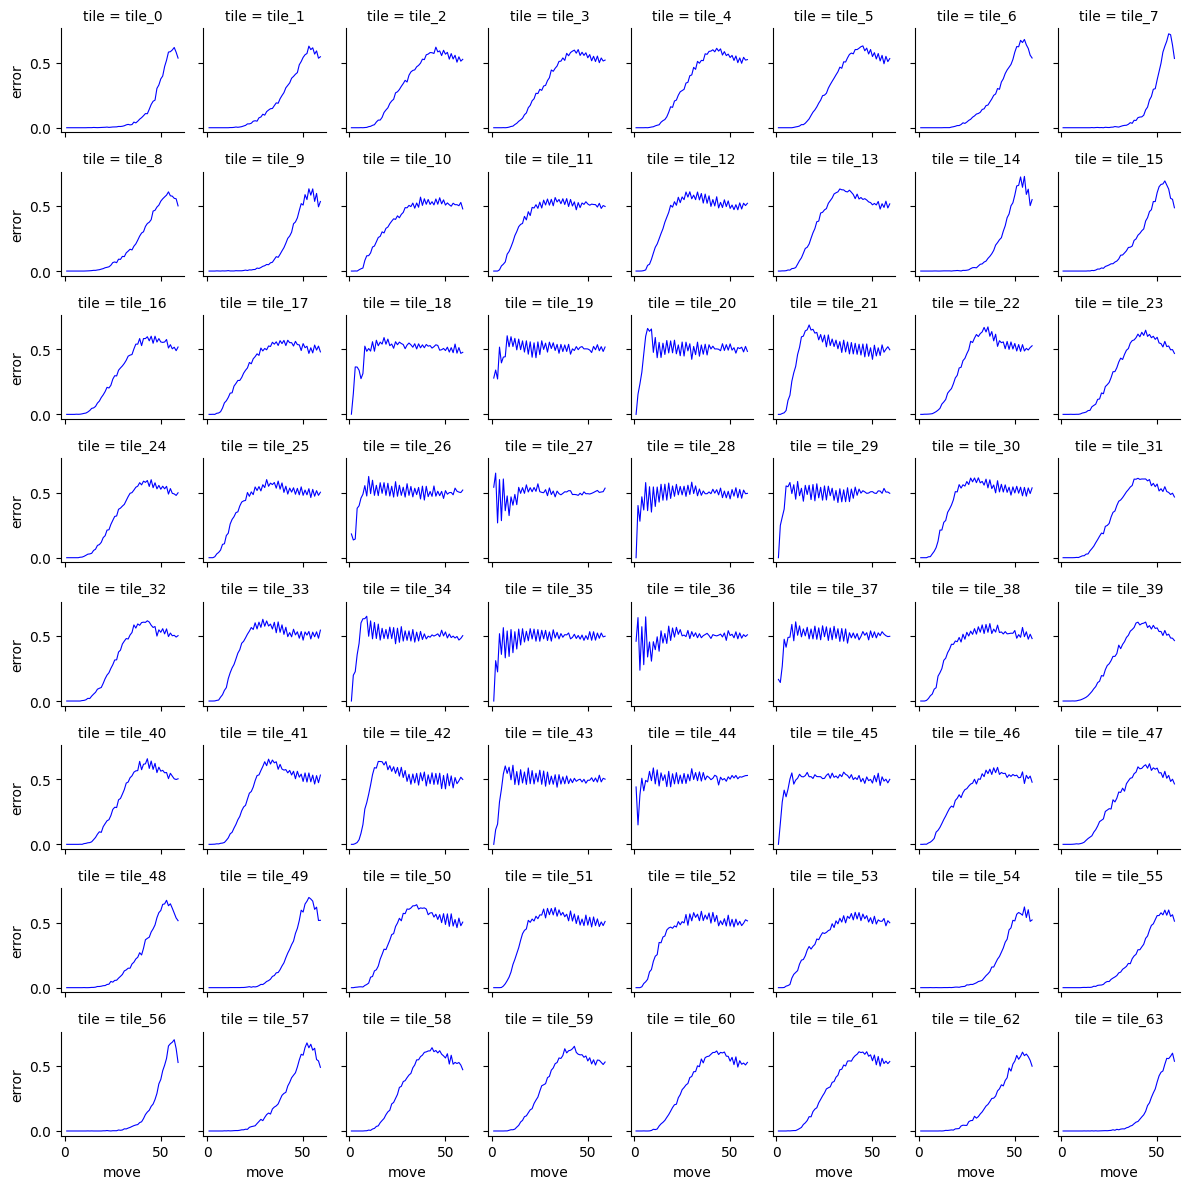 tile = tile_0 tile = tile_1 tile = tile_2 tile = tile_3 tile = tile_4 tile = tile_5 tile = tile_6 tile = tile_7
0.5
error
0.0
tile = tile_8 tile = tile_9 tile = tile_10 tile = tile_11 tile = tile_12 tile = tile_13 tile = tile_14 tile = tile_15
0.5
error
0.0
tile = tile_16 tile = tile_17 tile = tile_18 tile = tile_19 tile = tile_20 tile = tile_21 tile = tile_22 tile = tile_23
0.5
error
0.0
tile = tile_24 tile = tile_25 tile = tile_26 tile = tile_27 tile = tile_28 tile = tile_29 tile = tile_30 tile = tile_31
0.5
error
0.0
tile = tile_32 tile = tile_33 tile = tile_34 tile = tile_35 tile = tile_36 tile = tile_37 tile = tile_38 tile = tile_39
0.5
error
0.0
tile = tile_40 tile = tile_41 tile = tile_42 tile = tile_43 tile = tile_44 tile = tile_45 tile = tile_46 tile = tile_47
0.5
error
0.0
tile = tile_48 tile = tile_49 tile = tile_50 tile = tile_51 tile = tile_52 tile = tile_53 tile = tile_54 tile = tile_55
0.5
error
0.0
tile = tile_56 tile = tile_57 tile = tile_58 tile = tile_59 tile = tile_60 tile = tile_61 tile = tile_62 tile = tile_63
0.5
error
0.0
0 50 0 50 0 50 0 50 0 50 0 50 0 50 0 50
move move move move move move move move